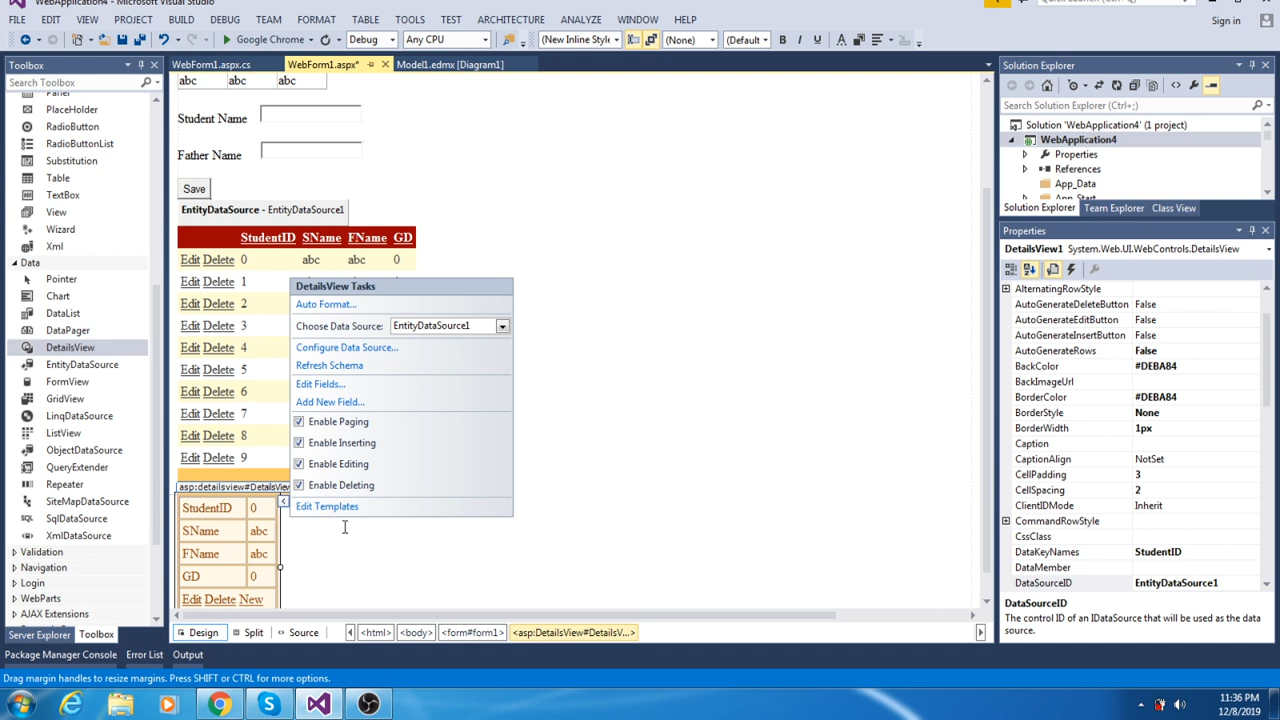 WebApplication4 - Microsoft Visual Studio
Quick Launch (Ctrl+Q)
FILE EDIT VIEW PROJECT BUILD DEBUG TEAM FORMAT TABLE TOOLS TEST ARCHITECTURE ANALYZE WINDOW HELP Sign in
Google Chrome Debug Any CPU (New Inline Style) (None) (Default) B I U A
Toolbox
Search Toolbox
Panel
PlaceHolder
RadioButton
RadioButtonList
Substitution
Table
TextBox
View
Wizard
Xml
Data
Pointer
Chart
DataList
DataPager
DetailsView
EntityDataSource
FormView
GridView
LinqDataSource
ListView
ObjectDataSource
QueryExtender
Repeater
SiteMapDataSource
SqlDataSource
XmlDataSource
Validation
Navigation
Login
WebParts
AJAX Extensions
Server Explorer Toolbox
WebForm1.aspx.cs WebForm1.aspx* Model1.edmx [Diagram1]
abc abc abc
Student Name
Father Name
Save
EntityDataSource - EntityDataSource1
StudentID SName FName GD
Edit Delete 0 abc abc 0
Edit Delete 1
Edit Delete 2
Edit Delete 3
Edit Delete 4
Edit Delete 5
Edit Delete 6
Edit Delete 7
Edit Delete 8
Edit Delete 9
DetailsView Tasks
Auto Format...
Choose Data Source: EntityDataSource1
Configure Data Source...
Refresh Schema
Edit Fields...
Add New Field...
Enable Paging
Enable Inserting
Enable Editing
Enable Deleting
Edit Templates
asp:detailsview#DetailsView
StudentID 0
SName abc
FName abc
GD 0
Edit Delete New
Design Split Source <html> <body> <form#form1> <asp:DetailsView#DetailsV...>
Solution Explorer
Search Solution Explorer (Ctrl+;)
Solution 'WebApplication4' (1 project)
WebApplication4
Properties
References
App_Data
App_Start
Solution Explorer Team Explorer Class View
Properties
DetailsView1 System.Web.UI.WebControls.DetailsView
AlternatingRowStyle
AutoGenerateDeleteButton False
AutoGenerateEditButton False
AutoGenerateInsertButton False
AutoGenerateRows False
BackColor #DEBA84
BackImageUrl
BorderColor #DEBA84
BorderStyle None
BorderWidth 1px
Caption
CaptionAlign NotSet
CellPadding 3
CellSpacing 2
ClientIDMode Inherit
CommandRowStyle
CssClass
DataKeyNames StudentID
DataMember
DataSourceID EntityDataSource1
DataSourceID
The control ID of an IDataSource that will be used as the data
source.
Package Manager Console Error List Output
Drag margin handles to resize margins. Press SHIFT or CTRL for more options.
11:36 PM
12/8/2019